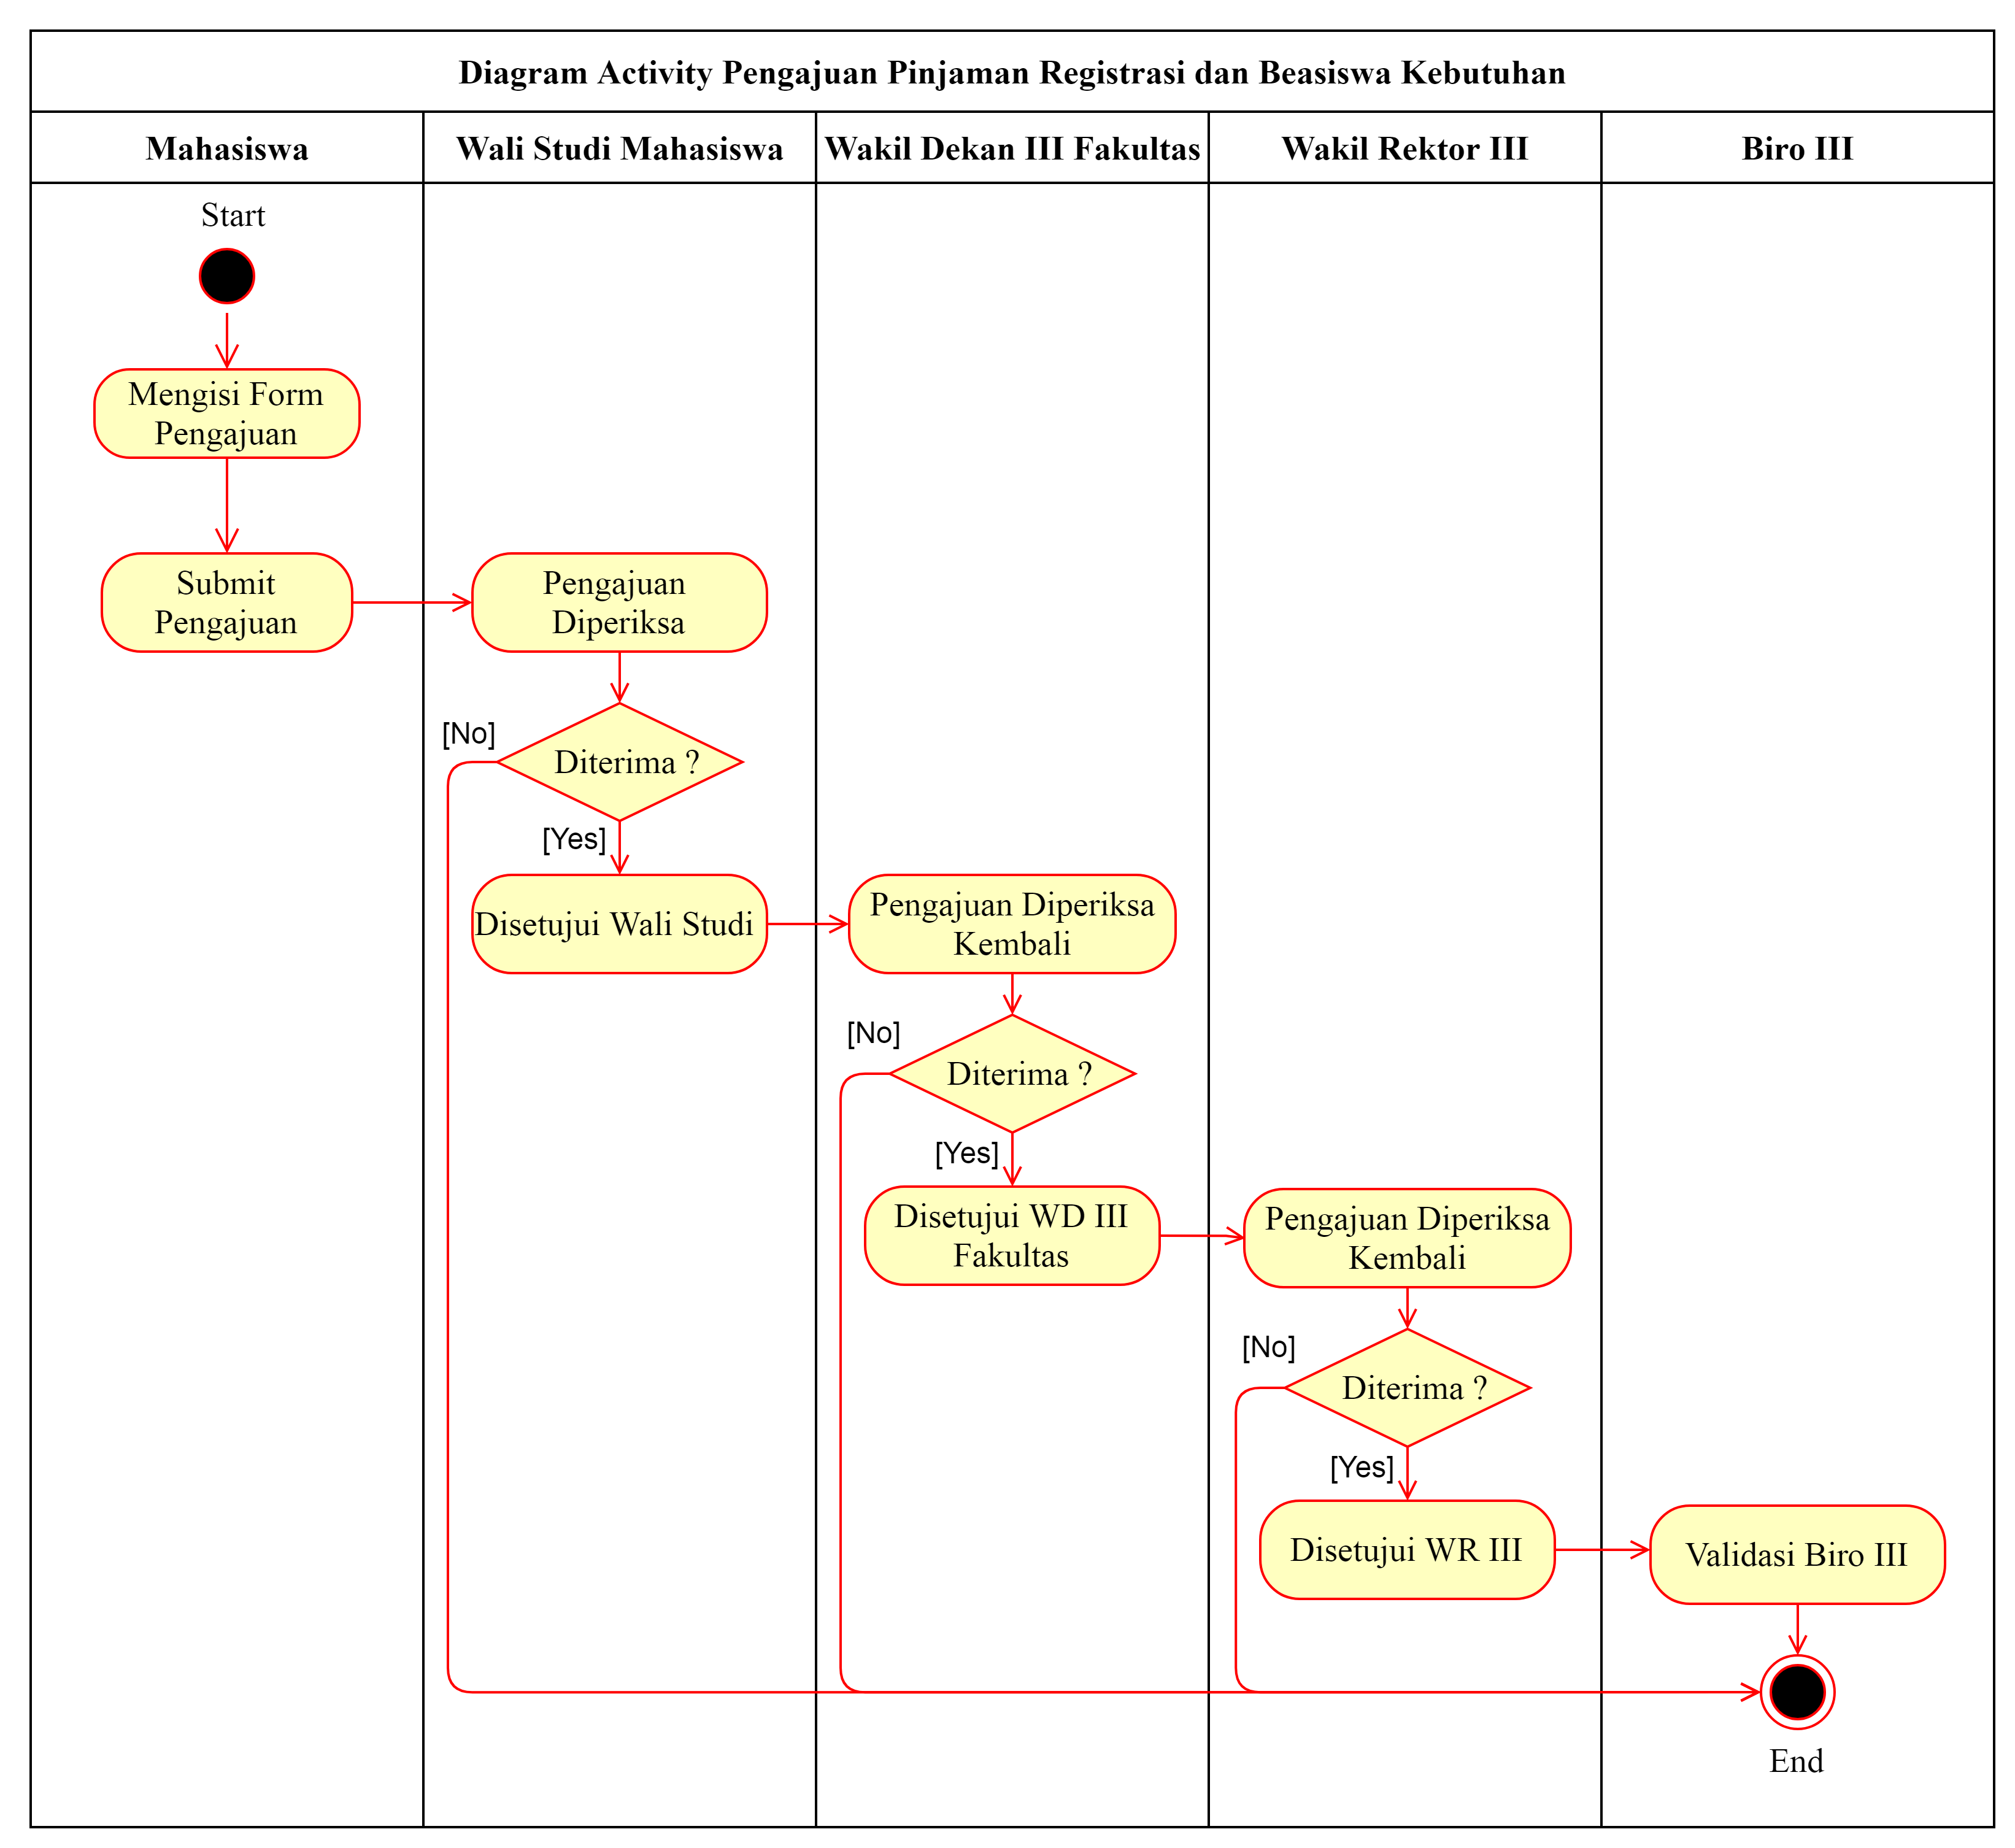 Diagram Activity Pengajuan Pinjaman Registrasi dan Beasiswa Kebutuhan
Mahasiswa
Wali Studi Mahasiswa
Wakil Dekan III Fakultas
Wakil Rektor III
Biro III
Start
Mengisi Form
Pengajuan
Submit
Pengajuan
Pengajuan
Diperiksa
[No]
Diterima ?
[Yes]
Disetujui Wali Studi
Pengajuan Diperiksa
Kembali
[No]
Diterima ?
[Yes]
Disetujui WD III
Fakultas
Pengajuan Diperiksa
Kembali
[No]
Diterima ?
[Yes]
Disetujui WR III
Validasi Biro III
End